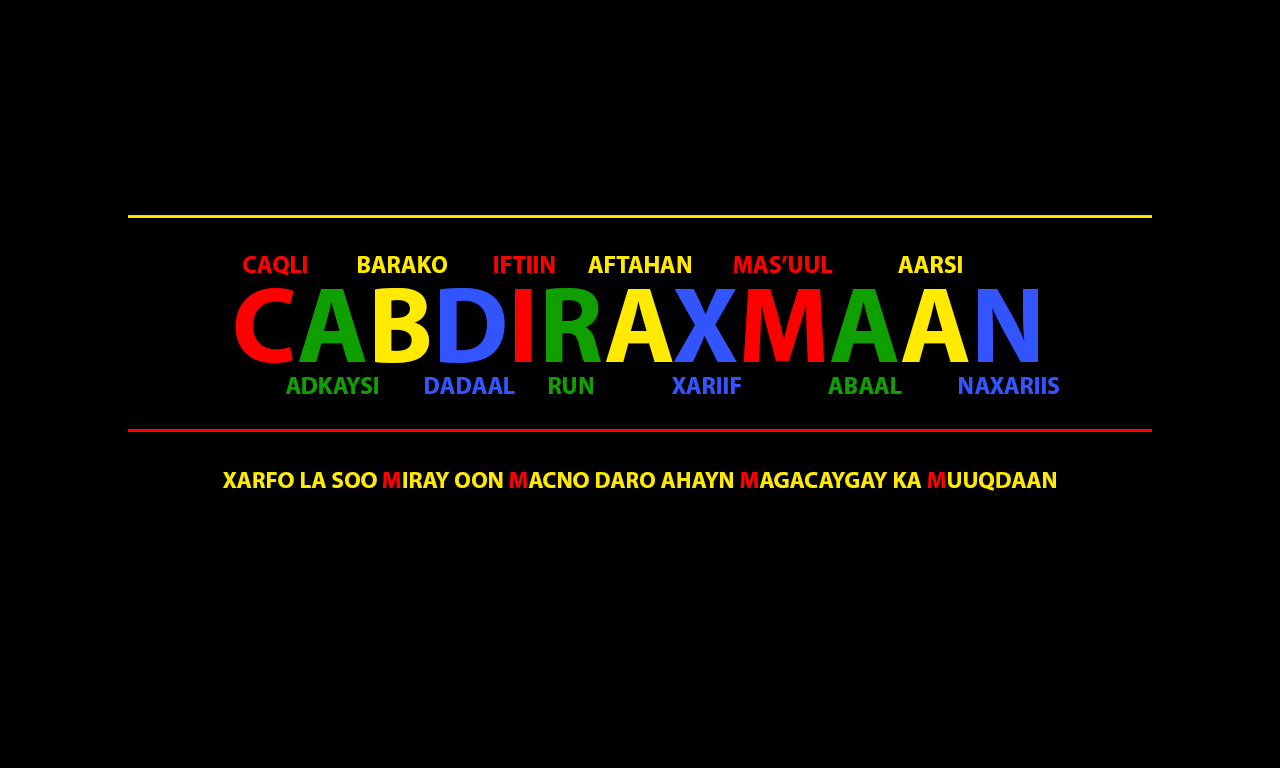 CAQLI BARAKO IFTIIN AFTAHAN MAS’UUL AARSI
CABDIRAXMAAN
ADKAYSI DADAAL RUN XARIIF ABAAL NAXARIIS
XARFO LA SOO MIRAY OON MACNO DARO AHAYN MAGACAYGAY KA MUUQDAAN